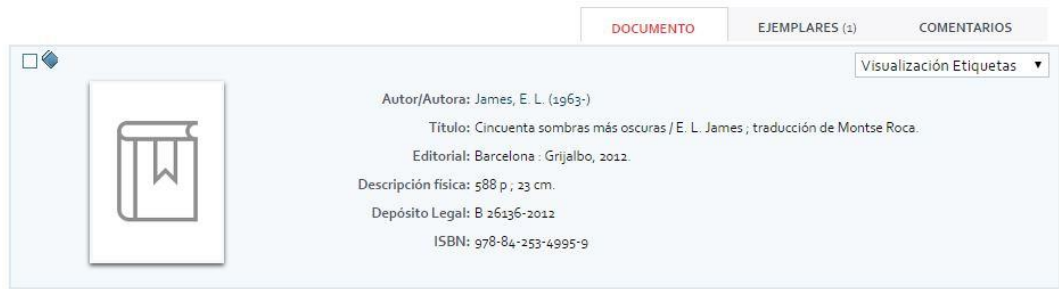 DOCUMENTO EJEMPLARES (1) COMENTARIOS
Visualización Etiquetas
Autor/Autora: James, E. L. (1963-)
Título: Cincuenta sombras más oscuras / E. L. James ; traducción de Montse Roca.
Editorial: Barcelona : Grijalbo, 2012.
Descripción física: 588 p ; 23 cm.
Depósito Legal: B 26136-2012
ISBN: 978-84-253-4995-9